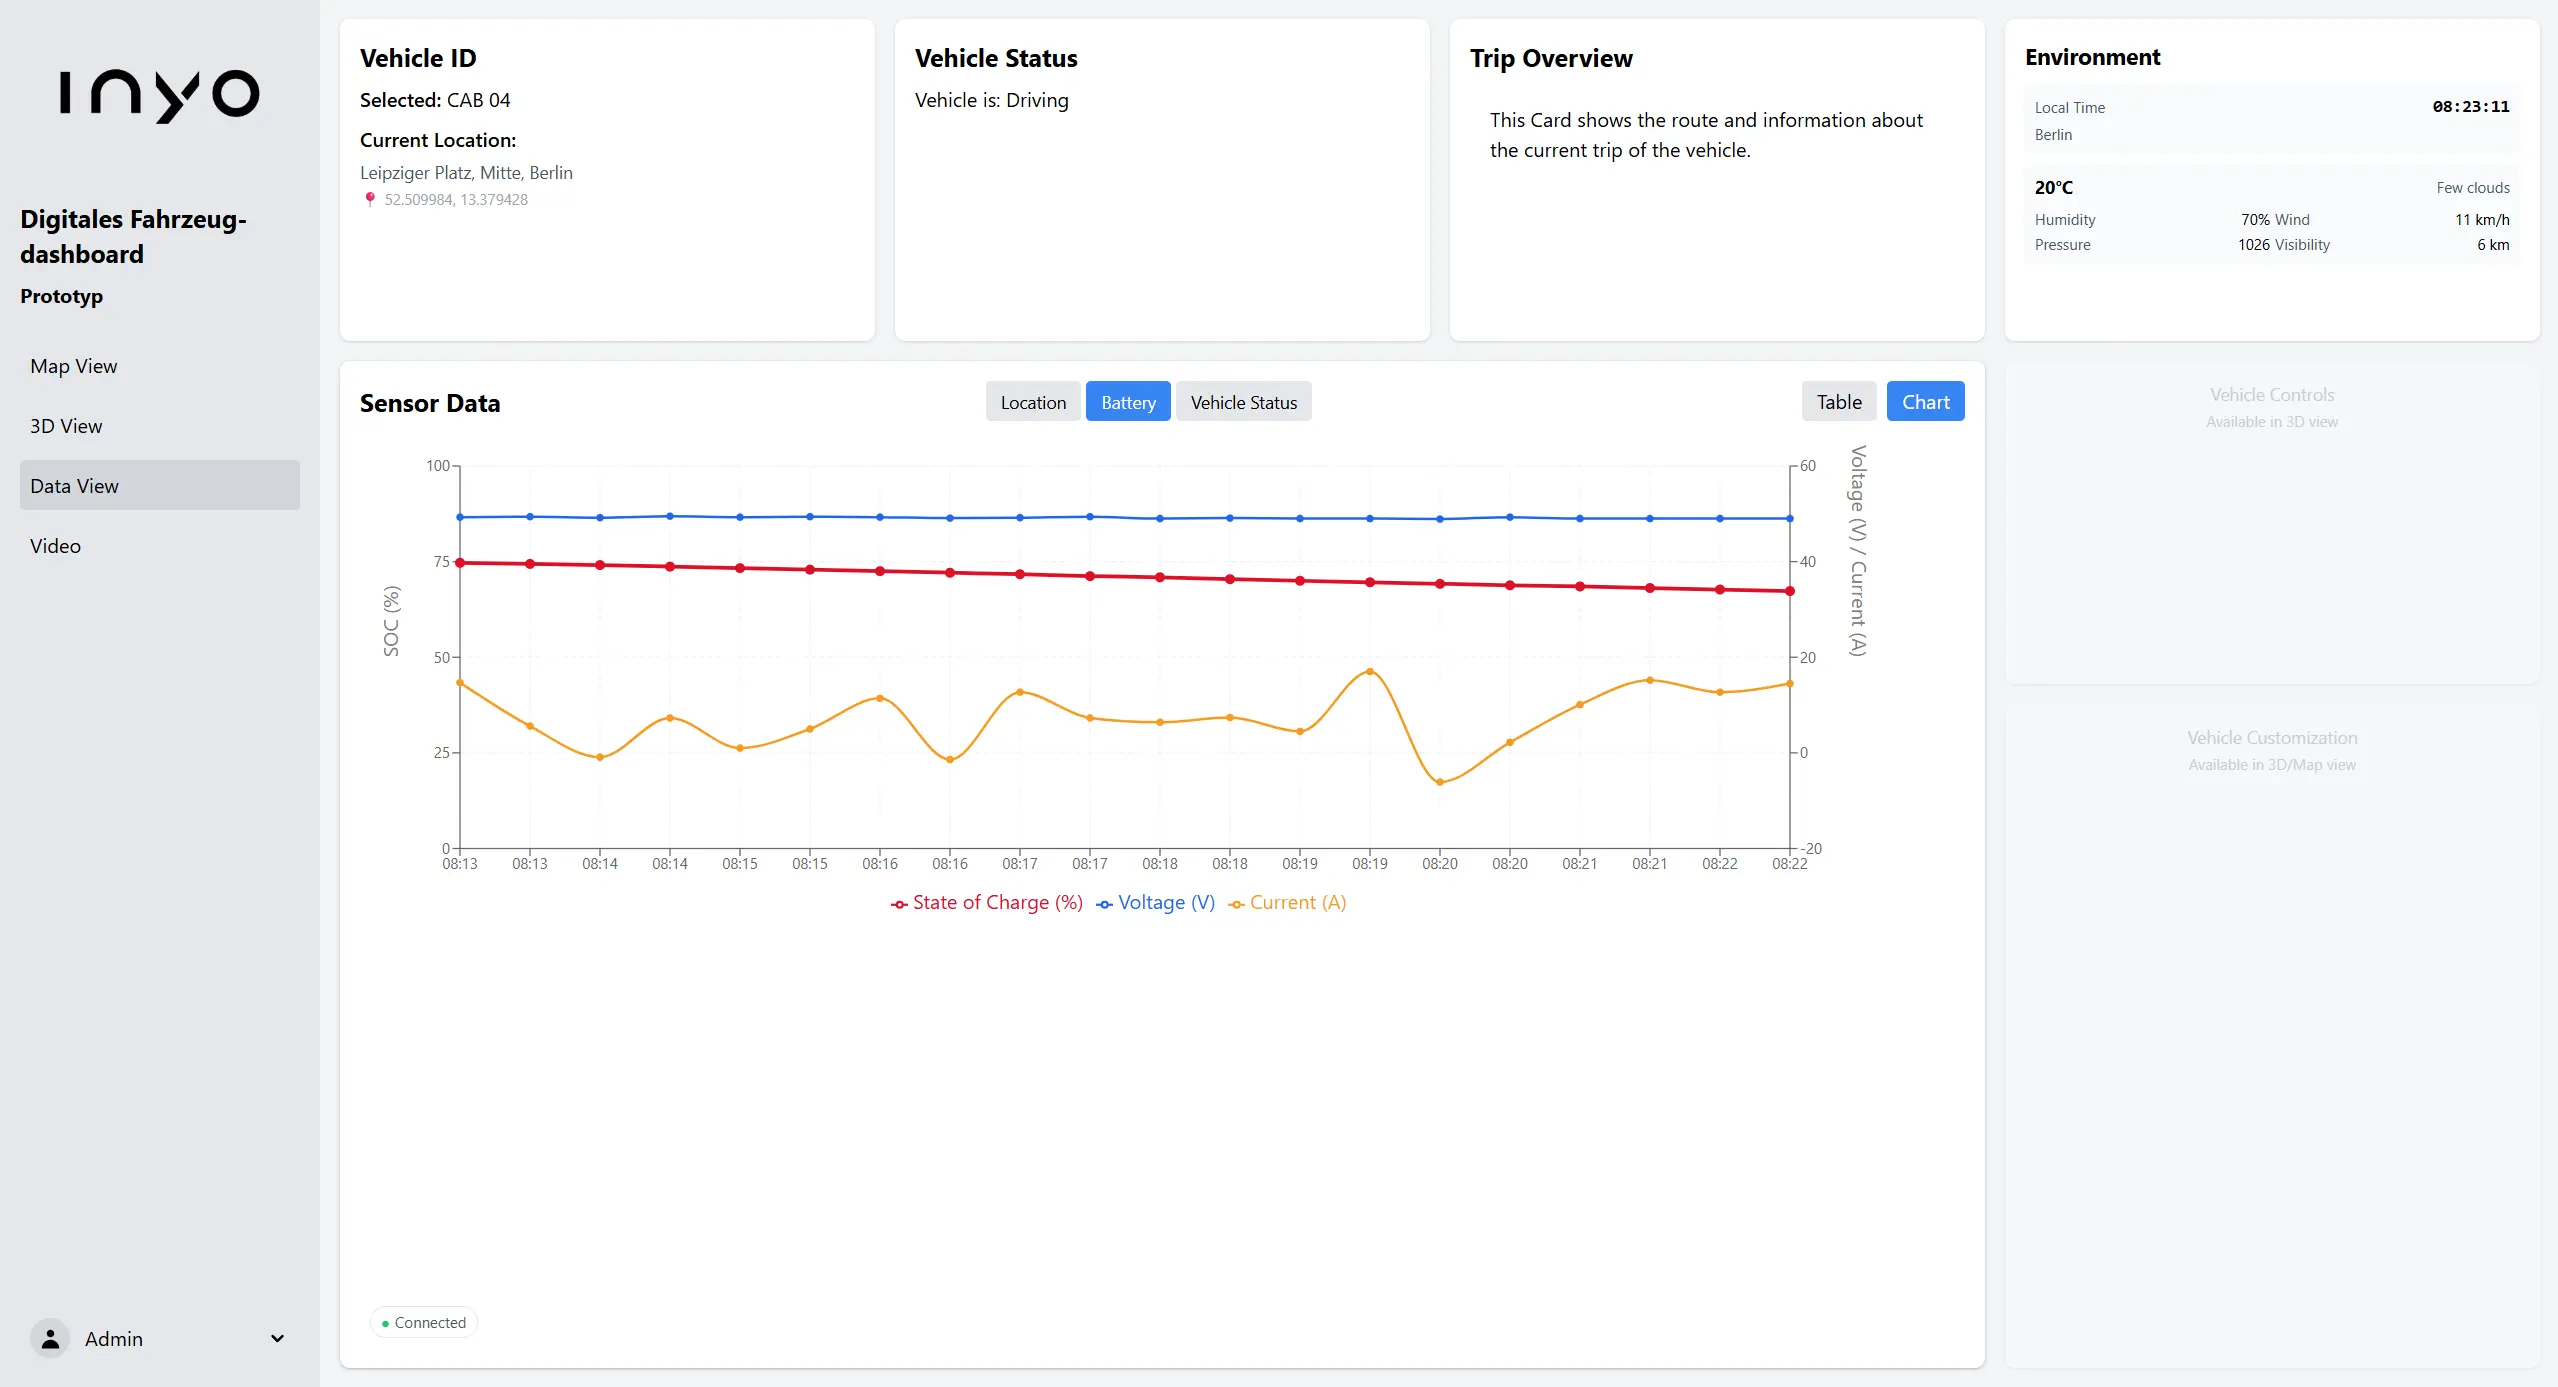 INYO
Digitales Fahrzeug-
dashboard
Prototyp
Map View
3D View
Data View
Video
Admin
Vehicle ID
Selected: CAB 04
Current Location:
Leipziger Platz, Mitte, Berlin
52.509984, 13.379428
Vehicle Status
Vehicle is: Driving
Trip Overview
This Card shows the route and information about
the current trip of the vehicle.
Environment
Local Time 08:23:11
Berlin
20°C Few clouds
Humidity 70% Wind 11 km/h
Pressure 1026 Visibility 6 km
Sensor Data
Location Battery Vehicle Status
Table Chart
SOC (%)
100
75
50
25
0
Voltage (V) / Current (A)
60
40
20
0
-20
08:13 08:13 08:14 08:14 08:15 08:15 08:16 08:16 08:17 08:17 08:18 08:18 08:19 08:19 08:20 08:20 08:21 08:21 08:22 08:22
State of Charge (%) Voltage (V) Current (A)
Connected
Vehicle Controls
Available in 3D view
Vehicle Customization
Available in 3D/Map view